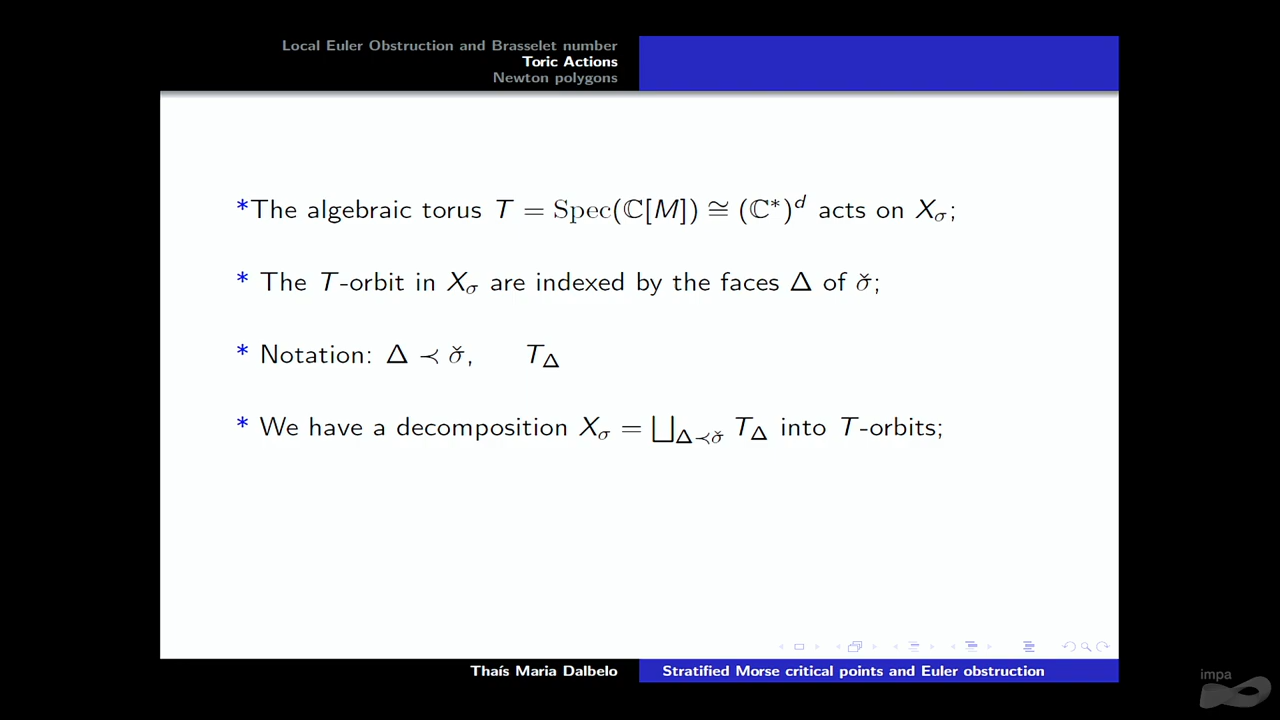 Local Euler Obstruction and Brasselet number
Toric Actions
Newton polygons
*The algebraic torus T = Spec(ℂ[M]) ≅ (ℂ*)ᵈ acts on X_σ;
* The T-orbit in X_σ are indexed by the faces Δ of σ̌;
* Notation: Δ ≺ σ̌, T_Δ
* We have a decomposition X_σ = ⨆_{Δ≺σ̌} T_Δ into T-orbits;
Thaís Maria Dalbelo
Stratified Morse critical points and Euler obstruction
impa